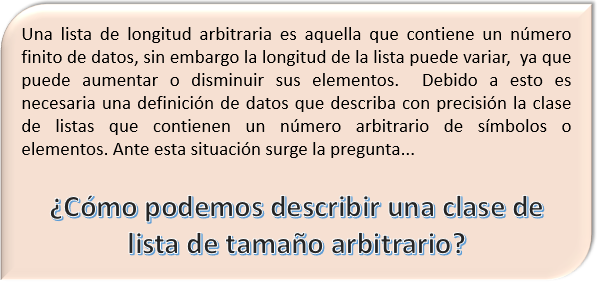 Una lista de longitud arbitraria es aquella que contiene un número
finito de datos, sin embargo la longitud de la lista puede variar, ya que
puede aumentar o disminuir sus elementos. Debido a esto es
necesaria una definición de datos que describa con precisión la clase
de listas que contienen un número arbitrario de símbolos o
elementos. Ante esta situación surge la pregunta...
¿Cómo podemos describir una clase de
lista de tamaño arbitrario?